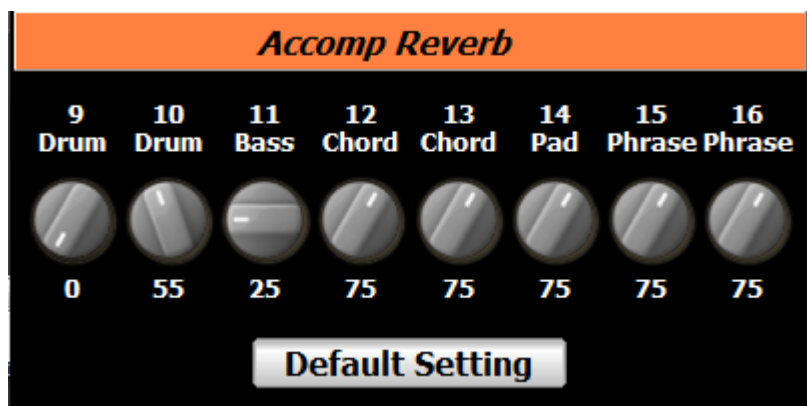 Accomp Reverb
9 10 11 12 13 14 15 16
Drum Drum Bass Chord Chord Pad Phrase Phrase
0 55 25 75 75 75 75 75
Default Setting